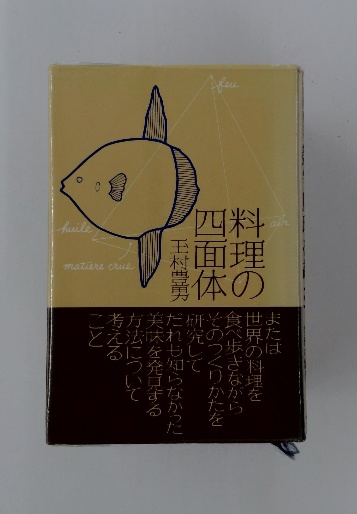 feu
air
huile
matière crue
料理の
四面体
玉村豊男
または
世界の料理を
食べ歩きながら
そのつくりかたを
研究して
だれも知らなかった
美味を発見する
方法について
考える
こと